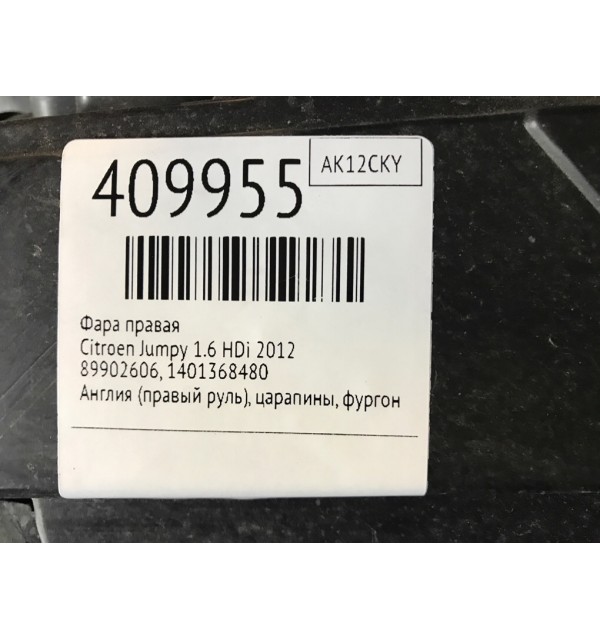 409955
AK12CKY
Фара правая
Citroen Jumpy 1.6 HDi 2012
89902606, 1401368480
Англия (правый руль), царапины, фургон